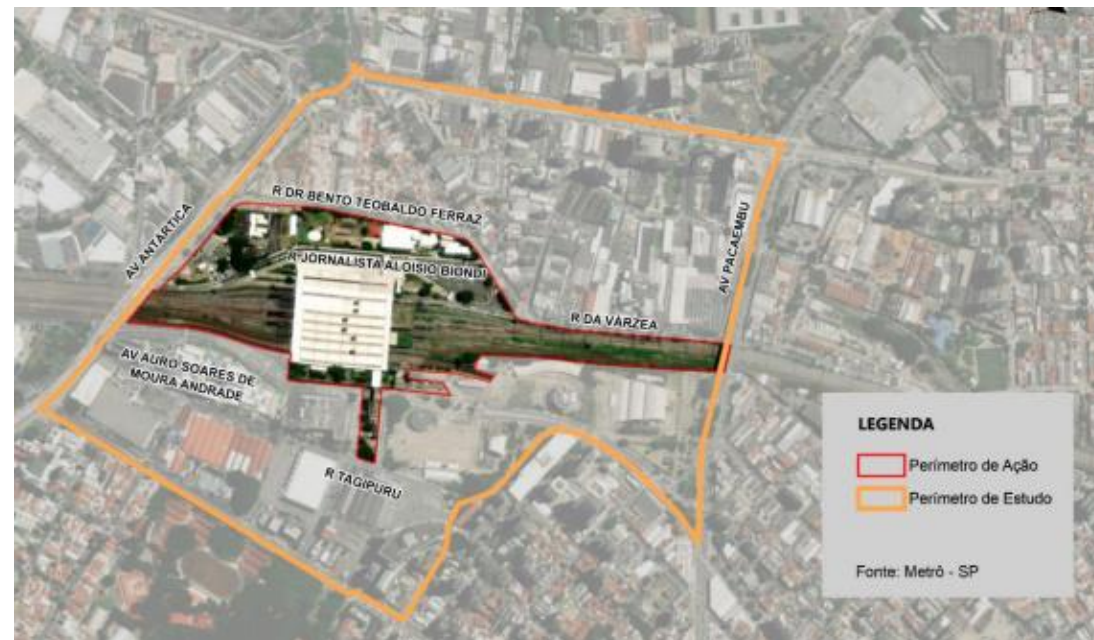 R DR BENTO TEOBALDO FERRAZ
AV ANTARTICA
R JORNALISTA ALOISIO BIONDI
AV PACAEMBU
R DA VARZEA
AV AURO SOARES DE
MOURA ANDRADE
R TAGIPURU
LEGENDA
Perímetro de Ação
Perímetro de Estudo
Fonte: Metrô - SP